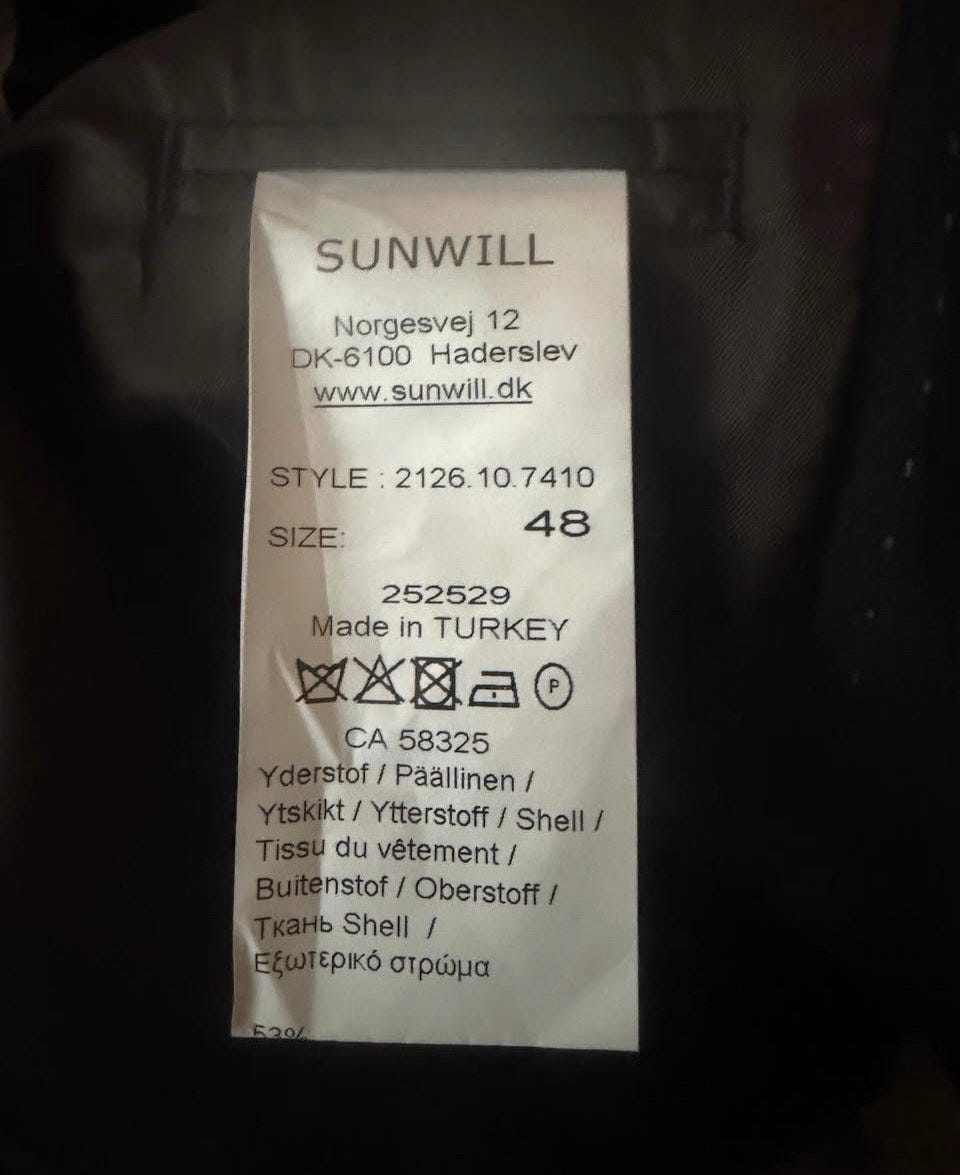 SUNWILL
Norgesvej 12
DK-6100 Haderslev
www.sunwill.dk
STYLE : 2126.10.7410
SIZE: 48
252529
Made in TURKEY
P
CA 58325
Yderstof / Päällinen /
Ytskikt / Ytterstoff / Shell /
Tissu du vêtement /
Buitenstof / Oberstoff /
Ткань Shell /
Εξωτερικό στρώμα
53%